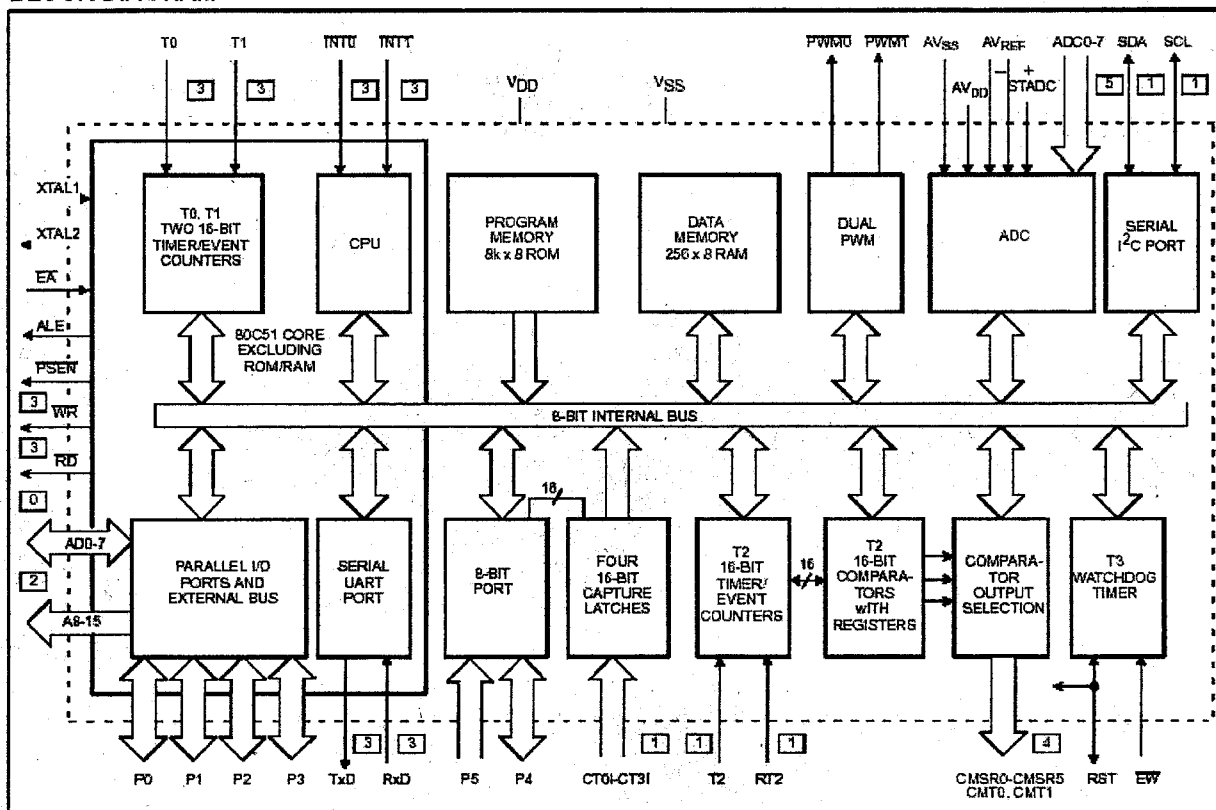 T0 T1 INT0 INT1 PWM0 PWM1 AVSS AVREF ADC0-7 SDA SCL
− + STADC
AVDD
3 3 3 3 VDD VSS 5 1 1
XTAL1
XTAL2
EA
ALE
PSEN
3 WR
3 RD
0
AD0-7
2
A8-15
T0, T1
TWO 16-BIT
TIMER/EVENT
COUNTERS
CPU
PROGRAM
MEMORY
8k x 8 ROM
DATA
MEMORY
256 x 8 RAM
DUAL
PWM
ADC
SERIAL
I2C PORT
80C51 CORE
EXCLUDING
ROM/RAM
8-BIT INTERNAL BUS
PARALLEL I/O
PORTS AND
EXTERNAL BUS
SERIAL
UART
PORT
8-BIT
PORT
16
FOUR
16-BIT
CAPTURE
LATCHES
T2
16-BIT
TIMER/
EVENT
COUNTERS
16
T2
16-BIT
COMPARA-
TORS
wITH
REGISTERS
COMPARA-
TOR
OUTPUT
SELECTION
T3
WATCHDOG
TIMER
3 3 1 1 1 4
P0 P1 P2 P3 TxD RxD P5 P4 CT0I-CT3I T2 RT2 CMSR0-CMSR5 RST EW
CMT0, CMT1